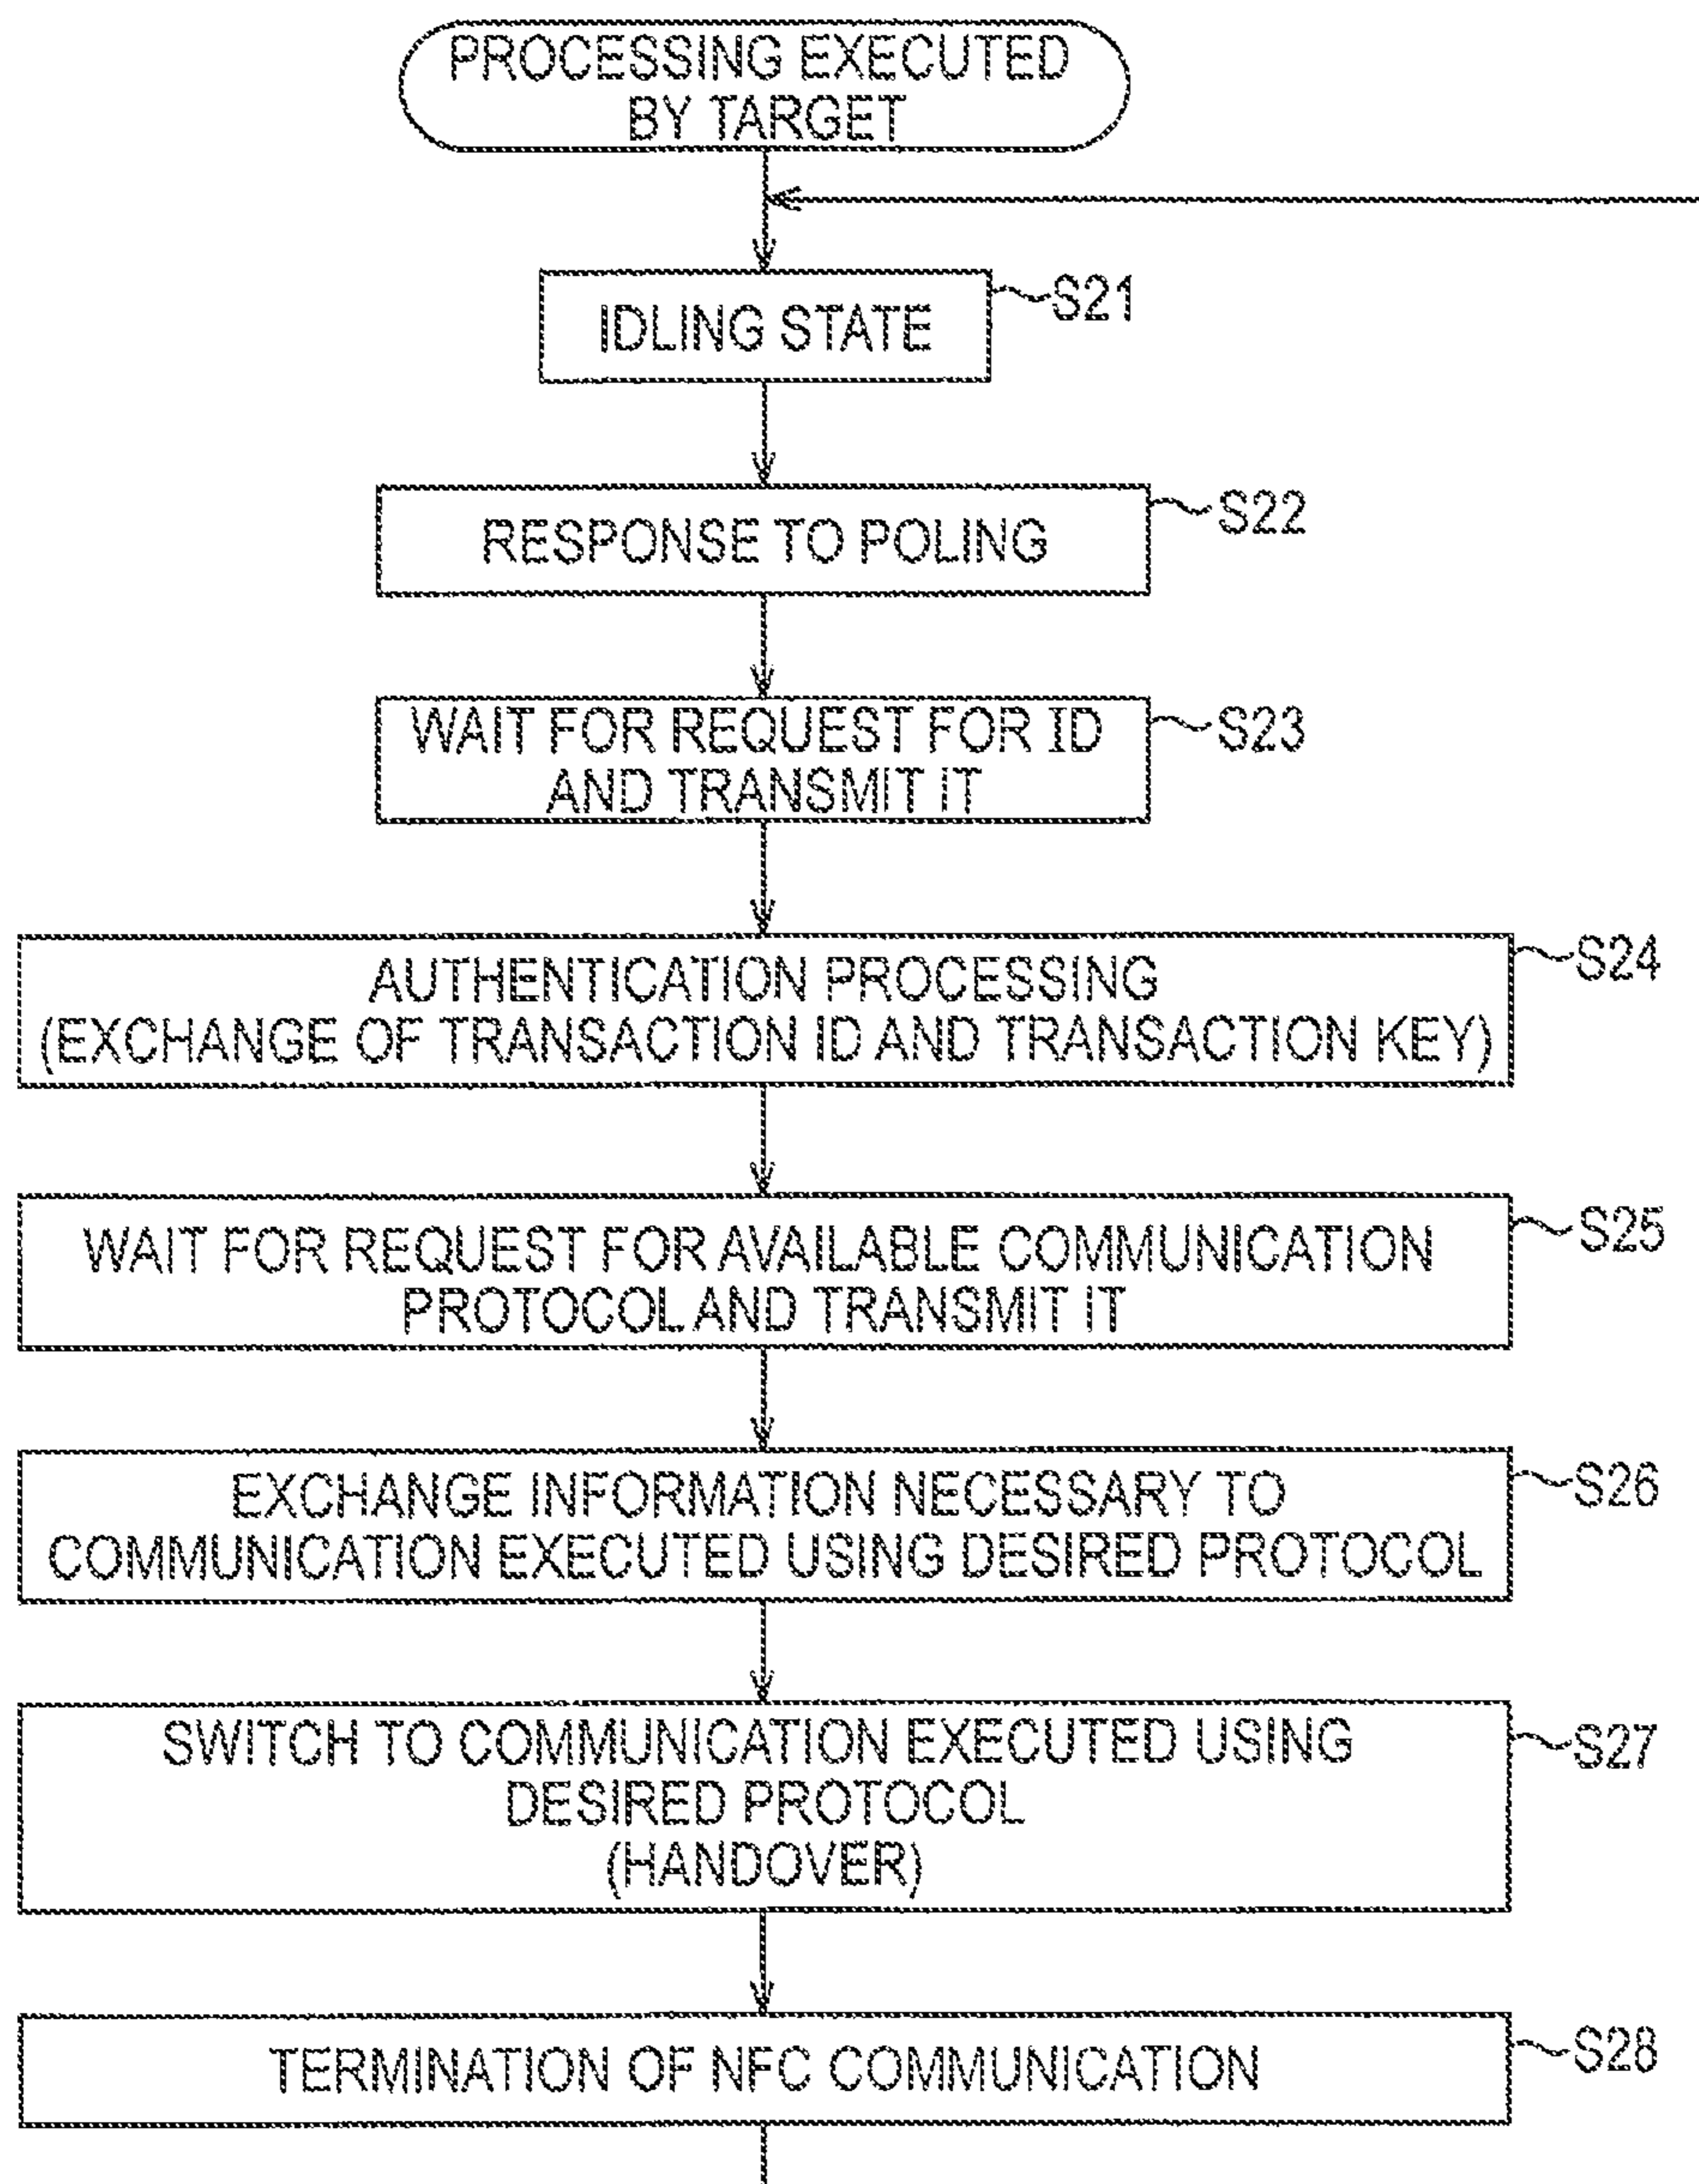 PROCESSING EXECUTED
BY TARGET
IDLING STATE
S21
RESPONSE TO POLING
S22
WAIT FOR REQUEST FOR ID
AND TRANSMIT IT
S23
AUTHENTICATION PROCESSING
(EXCHANGE OF TRANSACTION ID AND TRANSACTION KEY)
S24
WAIT FOR REQUEST FOR AVAILABLE COMMUNICATION
PROTOCOL AND TRANSMIT IT
S25
EXCHANGE INFORMATION NECESSARY TO
COMMUNICATION EXECUTED USING DESIRED PROTOCOL
S26
SWITCH TO COMMUNICATION EXECUTED USING
DESIRED PROTOCOL
(HANDOVER)
S27
TERMINATION OF NFC COMMUNICATION
S28